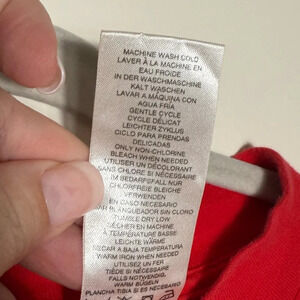 MACHINE WASH COLD
LAVER À LA MACHINE EN
EAU FROIDE
IN DER WASCHMASCHINE
KALT WASCHEN
LAVAR A MÁQUINA CON
AGUA FRÍA
GENTLE CYCLE
CYCLE DÉLICAT
LEICHTER ZYKLUS
CICLO PARA PRENDAS
DELICADAS
ONLY NON-CHLORINE
BLEACH WHEN NEEDED
UTILISER UN DÉCOLORANT
SANS CHLORE SI NÉCESSAIRE
IM BEDARFSFALL NUR
CHLORFREIE BLEICHE
VERWENDEN
EN CASO NECESARIO
BLANQUEADOR SIN CLORO
TUMBLE DRY LOW
SÉCHER EN MACHINE
À TEMPÉRATURE BASSE
LEICHTE WÄRME
SECAR A BAJA TEMPERATURA
WARM IRON WHEN NEEDED
UTILISEZ UN FER
TIÈDE SI NÉCESSAIRE
FALLS NOTWENDIG,
WARM BÜGELN
PLANCHA TIBIA SI ES NECESARIO